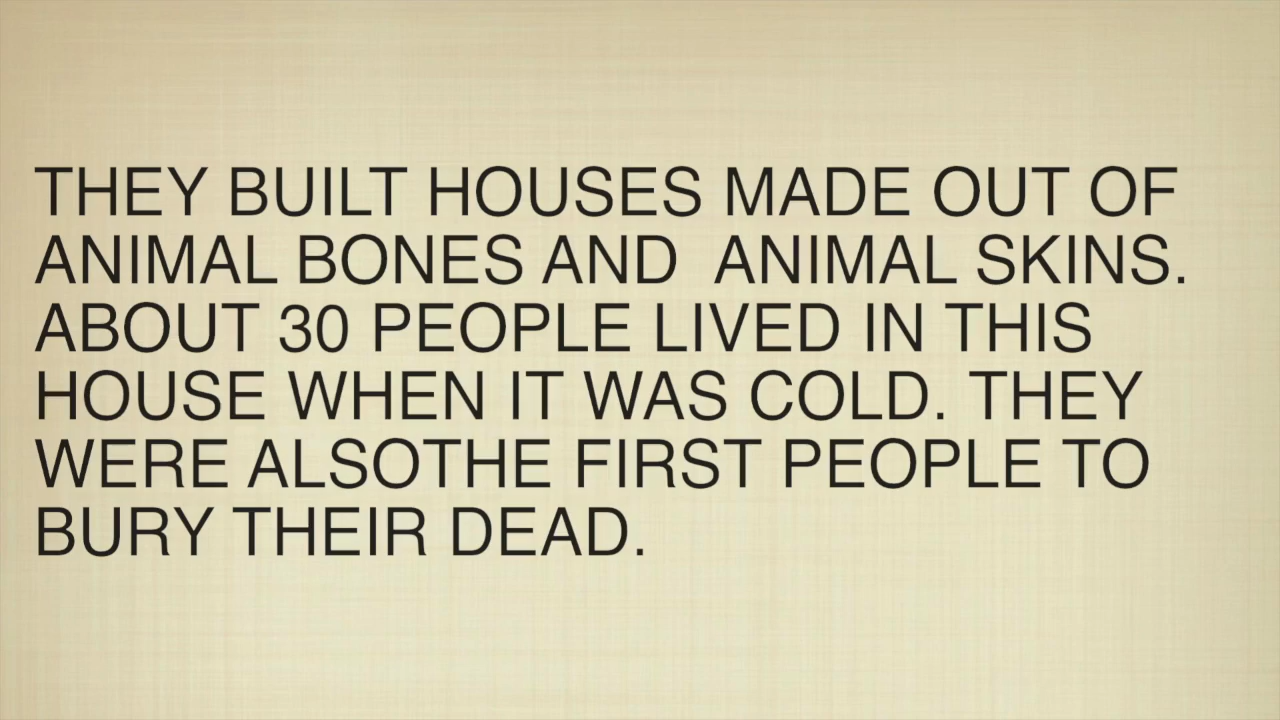 THEY BUILT HOUSES MADE OUT OF
ANIMAL BONES AND  ANIMAL SKINS.
ABOUT 30 PEOPLE LIVED IN THIS
HOUSE WHEN IT WAS COLD. THEY
WERE ALSOTHE FIRST PEOPLE TO
BURY THEIR DEAD.